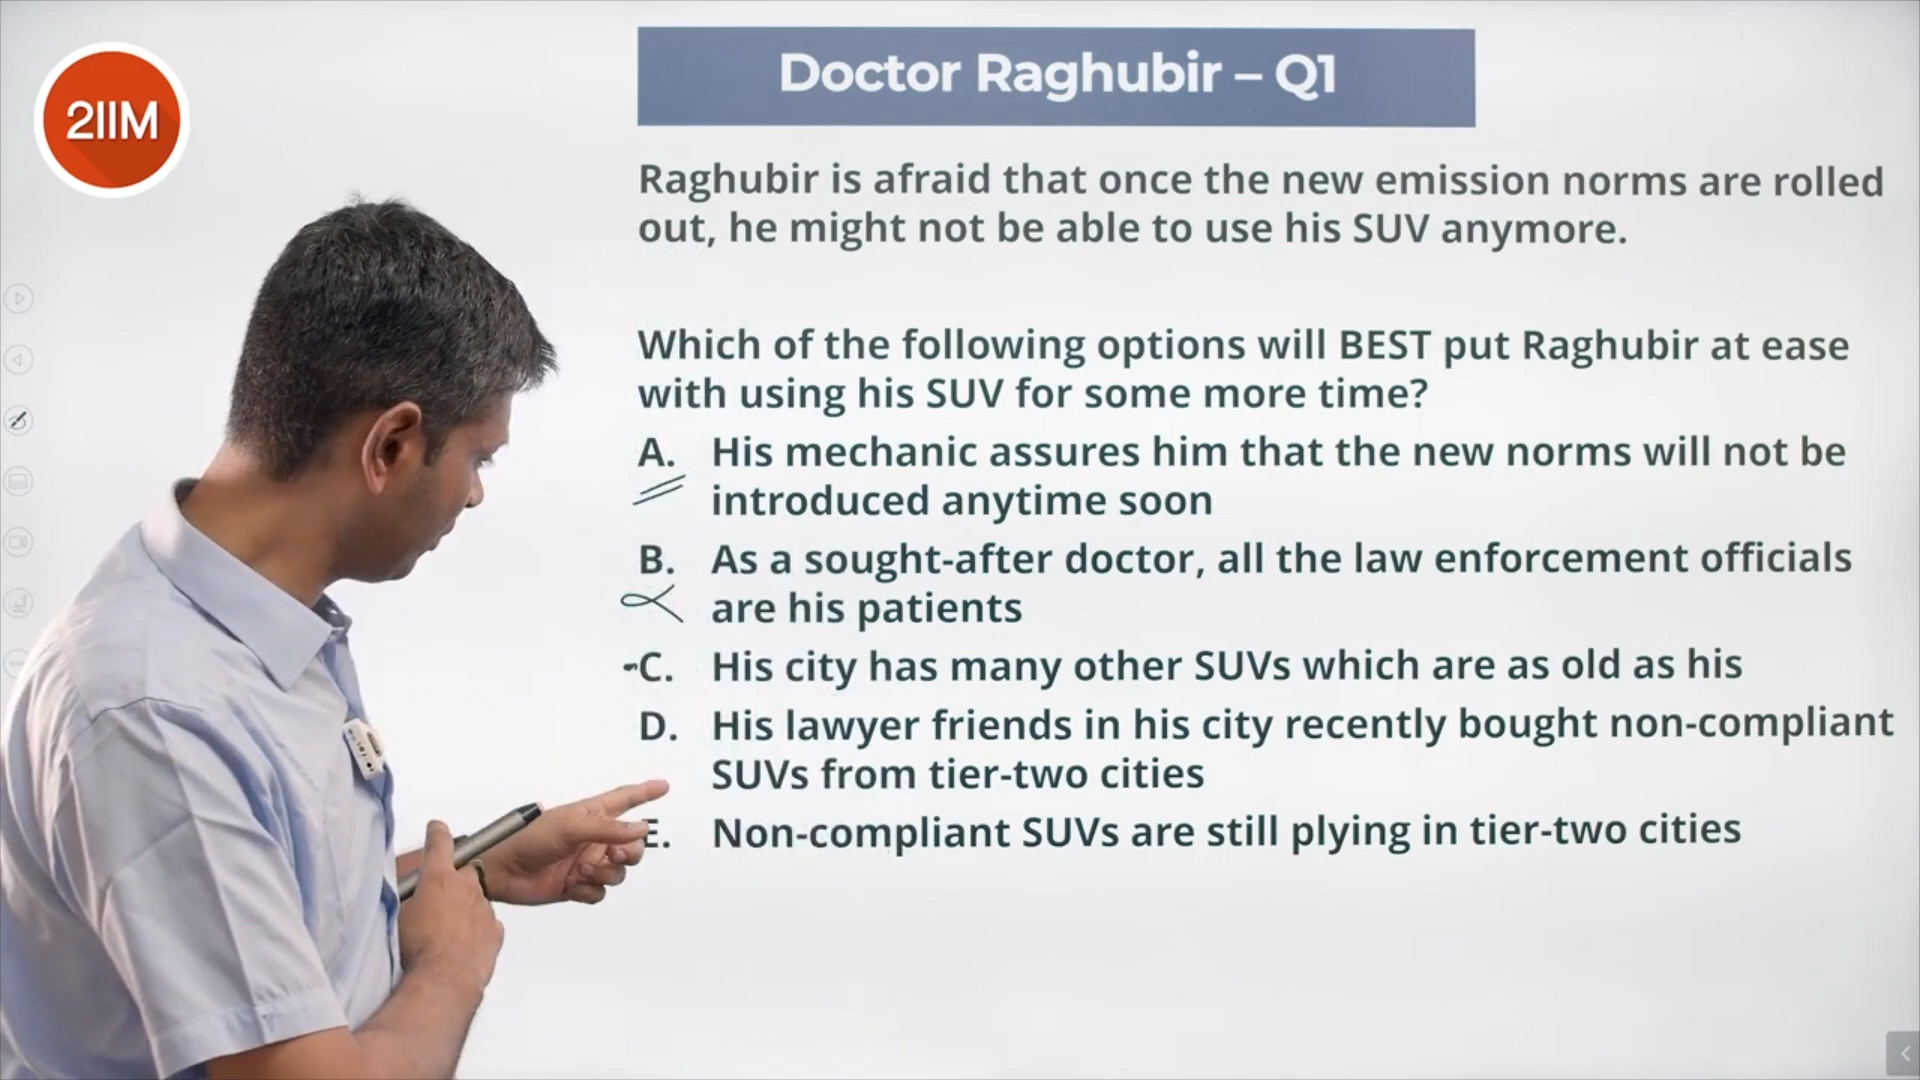 2IIM
Doctor Raghubir – Q1
Raghubir is afraid that once the new emission norms are rolled
out, he might not be able to use his SUV anymore.
Which of the following options will BEST put Raghubir at ease
with using his SUV for some more time?
A. His mechanic assures him that the new norms will not be
introduced anytime soon
B. As a sought-after doctor, all the law enforcement officials
are his patients
C. His city has many other SUVs which are as old as his
D. His lawyer friends in his city recently bought non-compliant
SUVs from tier-two cities
E. Non-compliant SUVs are still plying in tier-two cities